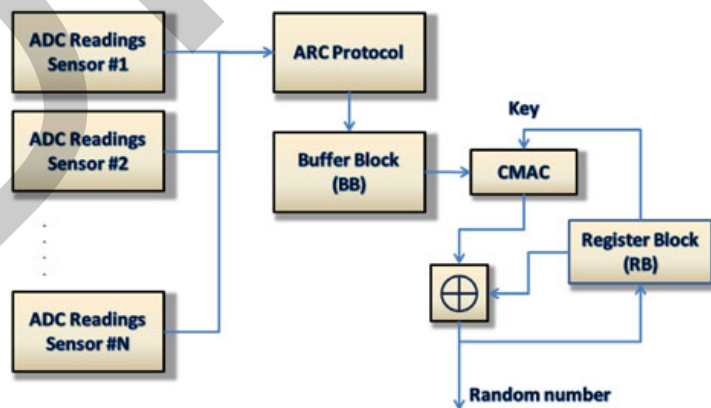 ADC Readings
Sensor #1
ARC Protocol
ADC Readings
Sensor #2
Buffer Block
(BB)
Key
CMAC
Register Block
(RB)
ADC Readings
Sensor #N
Random number